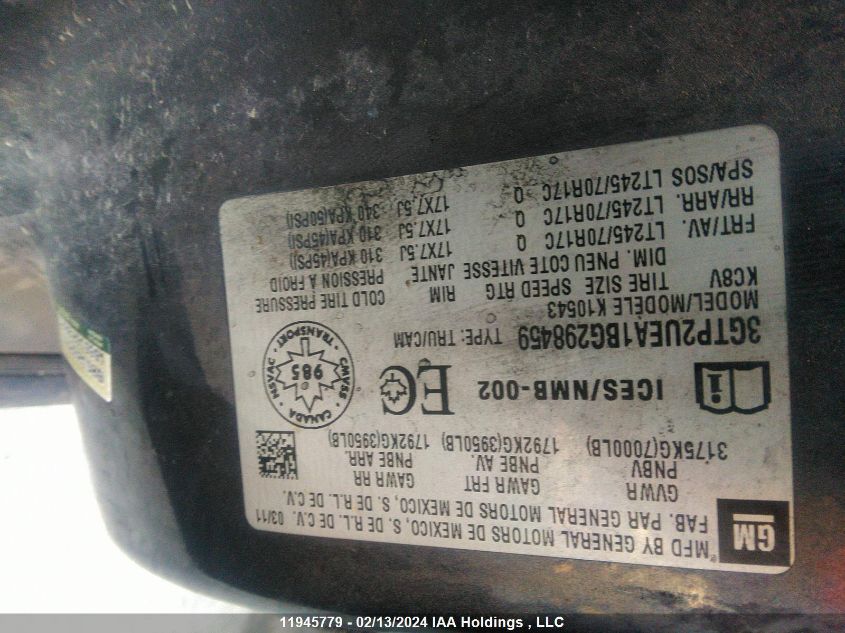 GM
MFD BY GENERAL MOTORS DE MEXICO, S. DE R.L. DE C.V. 03/11
FAB. PAR GENERAL MOTORS DE MEXICO, S. DE R.L. DE C.V.
GVWR GAWR FRT GAWR RR
PNBV PNBE AV. PNBE ARR.
3175KG(7000LB) 1792KG(3950LB) 1792KG(3950LB)
ICES/NMB-002 EC
CANADA · CMVSS · TRANSPORT · NSVAC ·
985
3GTP2UEA1BG298459 TYPE: TRU/CAM
MODEL/MODÈLE K10543
KC8V TIRE SIZE SPEED RTG RIM COLD TIRE PRESSURE
DIM. PNEU COTE VITESSE JANTE PRESSION À FROID
FRT/AV. LT245/70R17C Q 17X7.5J 310 KPA(45PSI)
RR/ARR. LT245/70R17C Q 17X7.5J 310 KPA(45PSI)
SPA/SOS LT245/70R17C Q 17X7.5J 340 KPA(50PSI)
11945779 - 02/13/2024 IAA Holdings , LLC